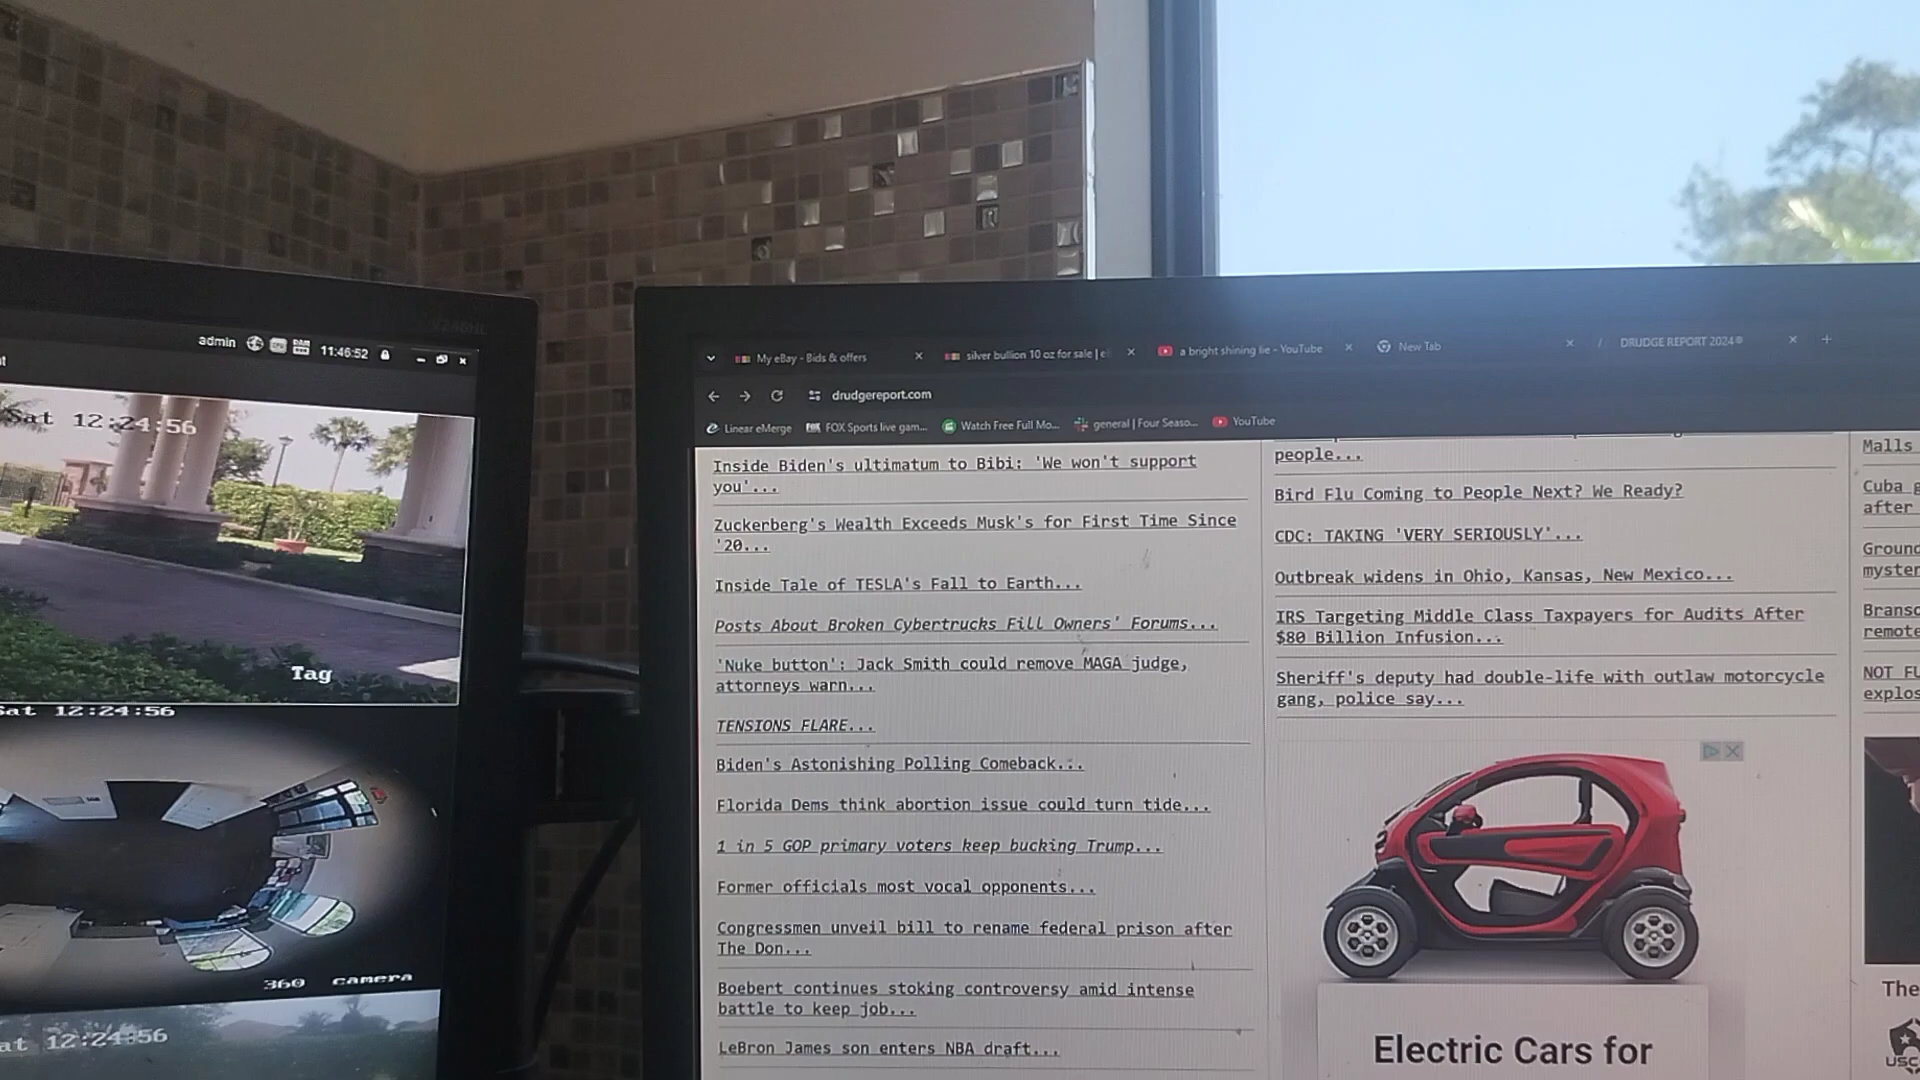 admin
11:46:52
Sat 12:24:56
Tag
Sat 12:24:56
360 camera
at 12:24:56
My eBay - Bids & offers
silver bullion 10 oz for sale | e
a bright shining lie - YouTube
New Tab
DRUDGE REPORT 2024®
drudgereport.com
Linear eMerge
FOX Sports live gam...
Watch Free Full Mo...
general | Four Seaso...
YouTube
Inside Biden's ultimatum to Bibi: 'We won't support
you'...
Zuckerberg's Wealth Exceeds Musk's for First Time Since
'20...
Inside Tale of TESLA's Fall to Earth...
Posts About Broken Cybertrucks Fill Owners' Forums...
'Nuke button': Jack Smith could remove MAGA judge,
attorneys warn...
TENSIONS FLARE...
Biden's Astonishing Polling Comeback...
Florida Dems think abortion issue could turn tide...
1 in 5 GOP primary voters keep bucking Trump...
Former officials most vocal opponents...
Congressmen unveil bill to rename federal prison after
The Don...
Boebert continues stoking controversy amid intense
battle to keep job...
LeBron James son enters NBA draft...
people...
Bird Flu Coming to People Next? We Ready?
CDC: TAKING 'VERY SERIOUSLY'...
Outbreak widens in Ohio, Kansas, New Mexico...
IRS Targeting Middle Class Taxpayers for Audits After
$80 Billion Infusion...
Sheriff's deputy had double-life with outlaw motorcycle
gang, police say...
Electric Cars for
Malls
Cuba g
after
Ground
myster
Branso
remote
NOT FU
explos
The
USC